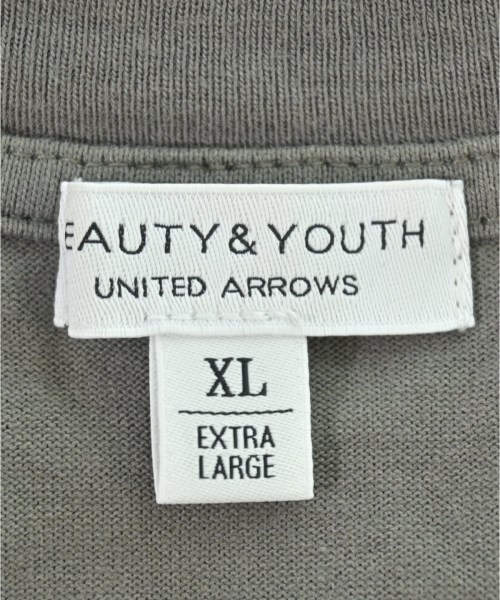 EAUTY & YOUTH
UNITED ARROWS
XL
EXTRA
LARGE